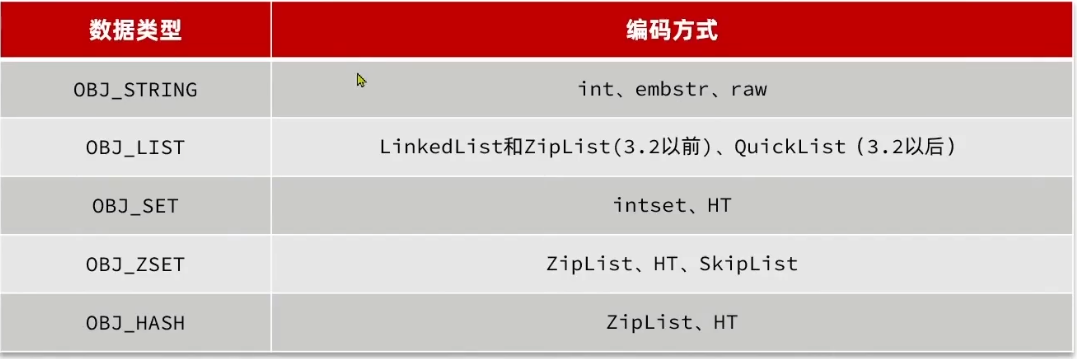 数据类型 编码方式
OBJ_STRING int、embstr、raw
OBJ_LIST LinkedList和ZipList(3.2以前)、QuickList（3.2以后）
OBJ_SET intset、HT
OBJ_ZSET ZipList、HT、SkipList
OBJ_HASH ZipList、HT